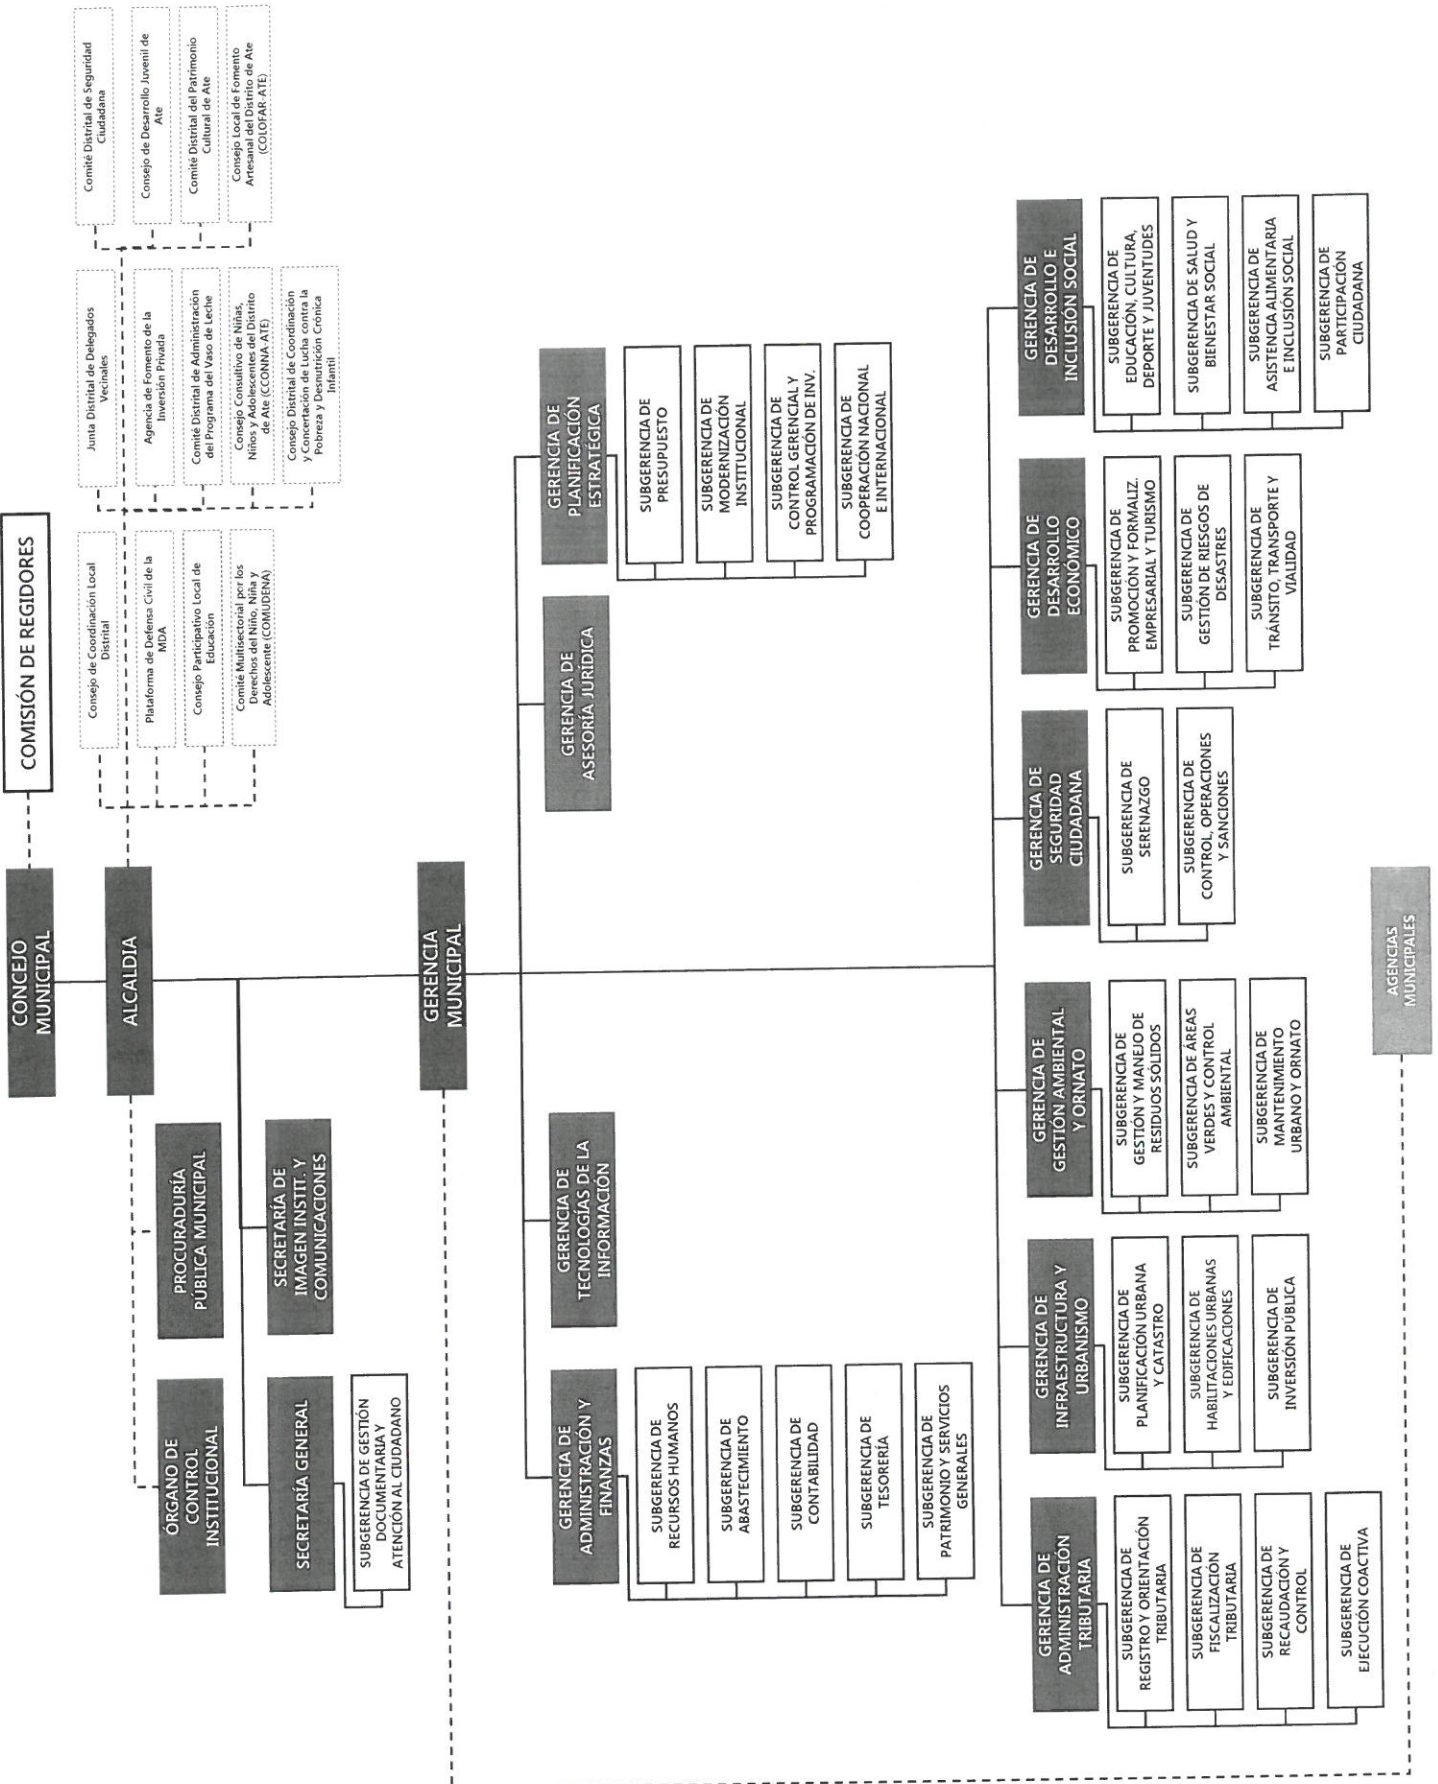 CONCEJO
MUNICIPAL
COMISIÓN DE REGIDORES
ALCALDIA
Consejo de Coordinación Local
Distrital
Plataforma de Defensa Civil de la
MDA
Consejo Participativo Local de
Educación
Comité Multisectorial por los
Derechos del Niño, Niña y
Adolescente (COMUDENA)
Junta Distrital de Delegados
Vecinales
Agencia de Fomento de la
Inversión Privada
Comité Distrital de Administración
del Programa del Vaso de Leche
Consejo Consultivo de Niñas,
Niños y Adolescentes del Distrito
de Ate (CCONNA-ATE)
Consejo Distrital de Coordinación
y Concertación de Lucha contra la
Pobreza y Desnutrición Crónica
Infantil
Comité Distrital de Seguridad
Ciudadana
Consejo de Desarrollo Juvenil de
Ate
Comité Distrital del Patrimonio
Cultural de Ate
Consejo Local de Fomento
Artesanal del Distrito de Ate
(COLOFAR-ATE)
ÓRGANO DE
CONTROL
INSTITUCIONAL
PROCURADURÍA
PÚBLICA MUNICIPAL
SECRETARÍA GENERAL
SUBGERENCIA DE GESTIÓN
DOCUMENTARIA Y
ATENCIÓN AL CIUDADANO
SECRETARÍA DE
IMAGEN INSTIT. Y
COMUNICACIONES
GERENCIA
MUNICIPAL
GERENCIA DE
ADMINISTRACIÓN Y
FINANZAS
SUBGERENCIA DE
RECURSOS HUMANOS
SUBGERENCIA DE
ABASTECIMIENTO
SUBGERENCIA DE
CONTABILIDAD
SUBGERENCIA DE
TESORERÍA
SUBGERENCIA DE
PATRIMONIO Y SERVICIOS
GENERALES
GERENCIA DE
TECNOLOGÍAS DE LA
INFORMACIÓN
GERENCIA DE
ASESORÍA JURÍDICA
GERENCIA DE
PLANIFICACIÓN
ESTRATÉGICA
SUBGERENCIA DE
PRESUPUESTO
SUBGERENCIA DE
MODERNIZACIÓN
INSTITUCIONAL
SUBGERENCIA DE
CONTROL GERENCIAL Y
PROGRAMACIÓN DE INV.
SUBGERENCIA DE
COOPERACIÓN NACIONAL
E INTERNACIONAL
GERENCIA DE
ADMINISTRACIÓN
TRIBUTARIA
SUBGERENCIA DE
REGISTRO Y ORIENTACIÓN
TRIBUTARIA
SUBGERENCIA DE
FISCALIZACIÓN
TRIBUTARIA
SUBGERENCIA DE
RECAUDACIÓN Y
CONTROL
SUBGERENCIA DE
EJECUCIÓN COACTIVA
GERENCIA DE
INFRAESTRUCTURA Y
URBANISMO
SUBGERENCIA DE
PLANIFICACIÓN URBANA
Y CATASTRO
SUBGERENCIA DE
HABILITACIONES URBANAS
Y EDIFICACIONES
SUBGERENCIA DE
INVERSIÓN PÚBLICA
GERENCIA DE
GESTIÓN AMBIENTAL
Y ORNATO
SUBGERENCIA DE
GESTIÓN Y MANEJO DE
RESIDUOS SÓLIDOS
SUBGERENCIA DE ÁREAS
VERDES Y CONTROL
AMBIENTAL
SUBGERENCIA DE
MANTENIMIENTO
URBANO Y ORNATO
GERENCIA DE
SEGURIDAD
CIUDADANA
SUBGERENCIA DE
SERENAZGO
SUBGERENCIA DE
CONTROL, OPERACIONES
Y SANCIONES
GERENCIA DE
DESARROLLO
ECONÓMICO
SUBGERENCIA DE
PROMOCIÓN Y FORMALIZ.
EMPRESARIAL Y TURISMO
SUBGERENCIA DE
GESTIÓN DE RIESGOS DE
DESASTRES
SUBGERENCIA DE
TRÁNSITO, TRANSPORTE Y
VIALIDAD
GERENCIA DE
DESARROLLO E
INCLUSIÓN SOCIAL
SUBGERENCIA DE
EDUCACIÓN, CULTURA,
DEPORTE Y JUVENTUDES
SUBGERENCIA DE SALUD Y
BIENESTAR SOCIAL
SUBGERENCIA DE
ASISTENCIA ALIMENTARIA
E INCLUSIÓN SOCIAL
SUBGERENCIA DE
PARTICIPACIÓN
CIUDADANA
AGENCIAS
MUNICIPALES